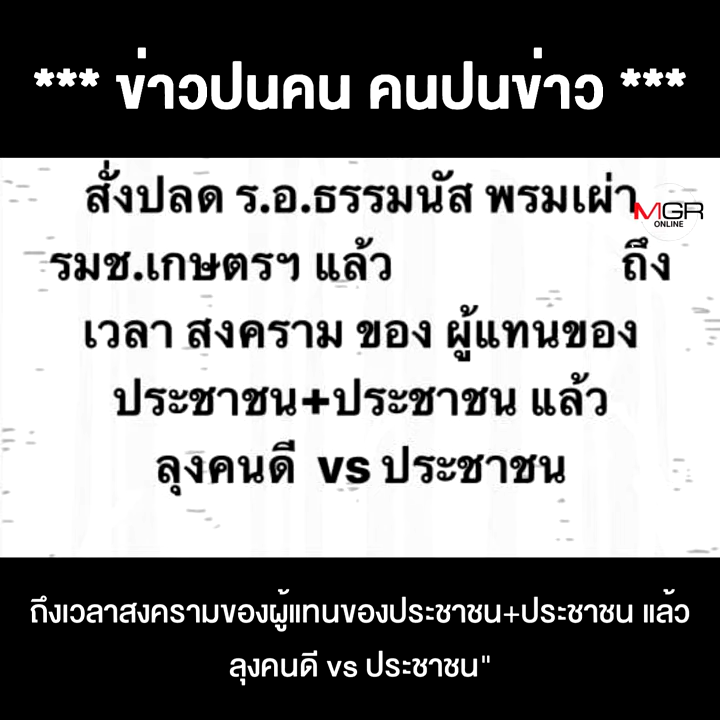 *** ข่าวปนคน คนปนข่าว ***
สั่งปลด ร.อ.ธรรมนัส พรมเผ่า
MGR
ONLINE
รมช.เกษตรฯ แล้ว ถึง
เวลา สงคราม ของ ผู้แทนของ
ประชาชน+ประชาชน แล้ว
ลุงคนดี vs ประชาชน
ถึงเวลาสงครามของผู้แทนของประชาชน+ประชาชน แล้ว
ลุงคนดี vs ประชาชน"